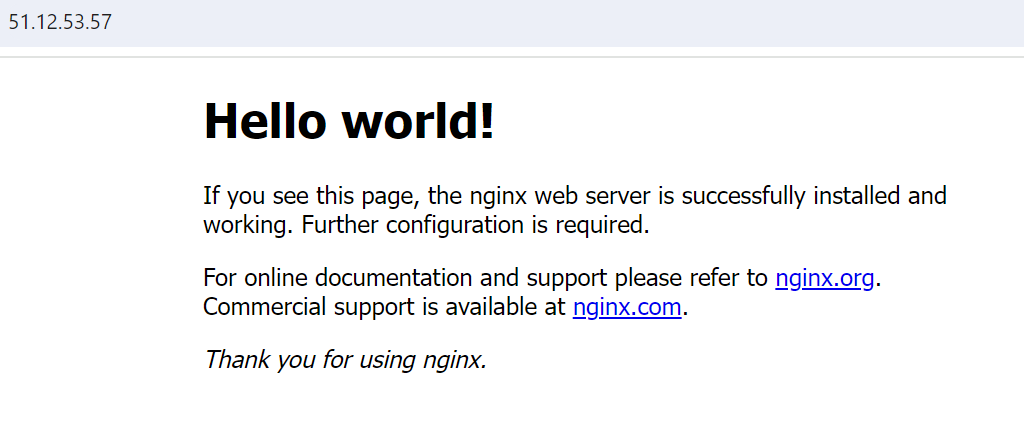 51.12.53.57
Hello world!
If you see this page, the nginx web server is successfully installed and
working. Further configuration is required.
For online documentation and support please refer to nginx.org.
Commercial support is available at nginx.com.
Thank you for using nginx.